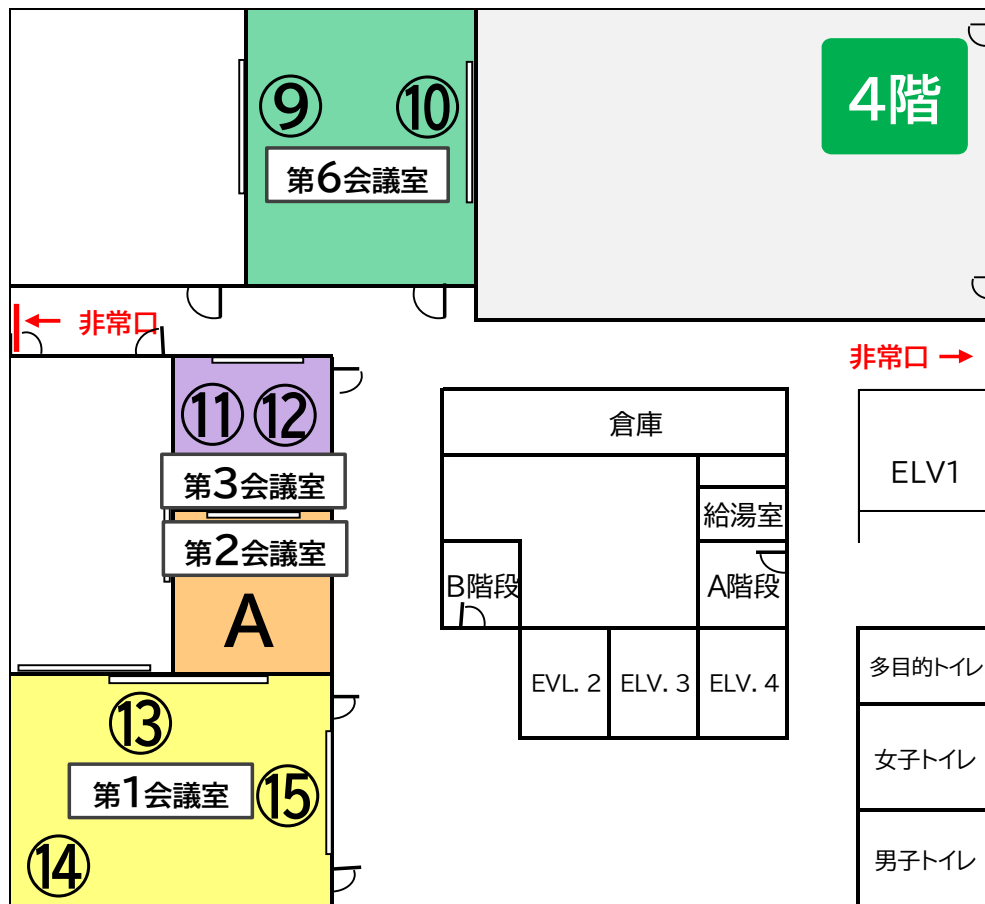 4階
⑨
⑩
第6会議室
← 非常口
非常口 →
⑪
⑫
第3会議室
第2会議室
A
倉庫
給湯室
B階段
A階段
ELV1
EVL. 2
ELV. 3
ELV. 4
多目的トイレ
女子トイレ
男子トイレ
⑬
第1会議室
⑮
⑭